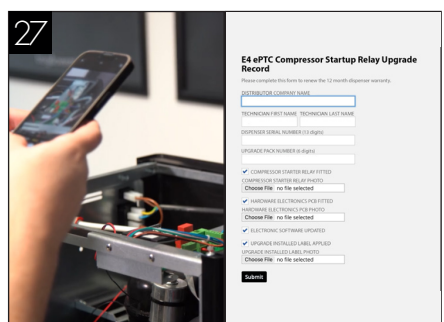 27
E4 ePTC Compressor Startup Relay Upgrade
Record
Please complete this form to renew the 12 month dispenser warranty.
DISTRIBUTOR COMPANY NAME
TECHNICIAN FIRST NAME TECHNICIAN LAST NAME
DISPENSER SERIAL NUMBER (13 digits)
UPGRADE PACK NUMBER (6 digits)
COMPRESSOR STARTER RELAY FITTED
COMPRESSOR STARTER RELAY PHOTO
Choose File no file selected
HARDWARE ELECTRONICS PCB FITTED
HARDWARE ELECTRONICS PCB PHOTO
Choose File no file selected
ELECTRONIC SOFTWARE UPDATED
UPGRADE INSTALLED LABEL APPLIED
UPGRADE INSTALLED LABEL PHOTO
Choose File no file selected
Submit